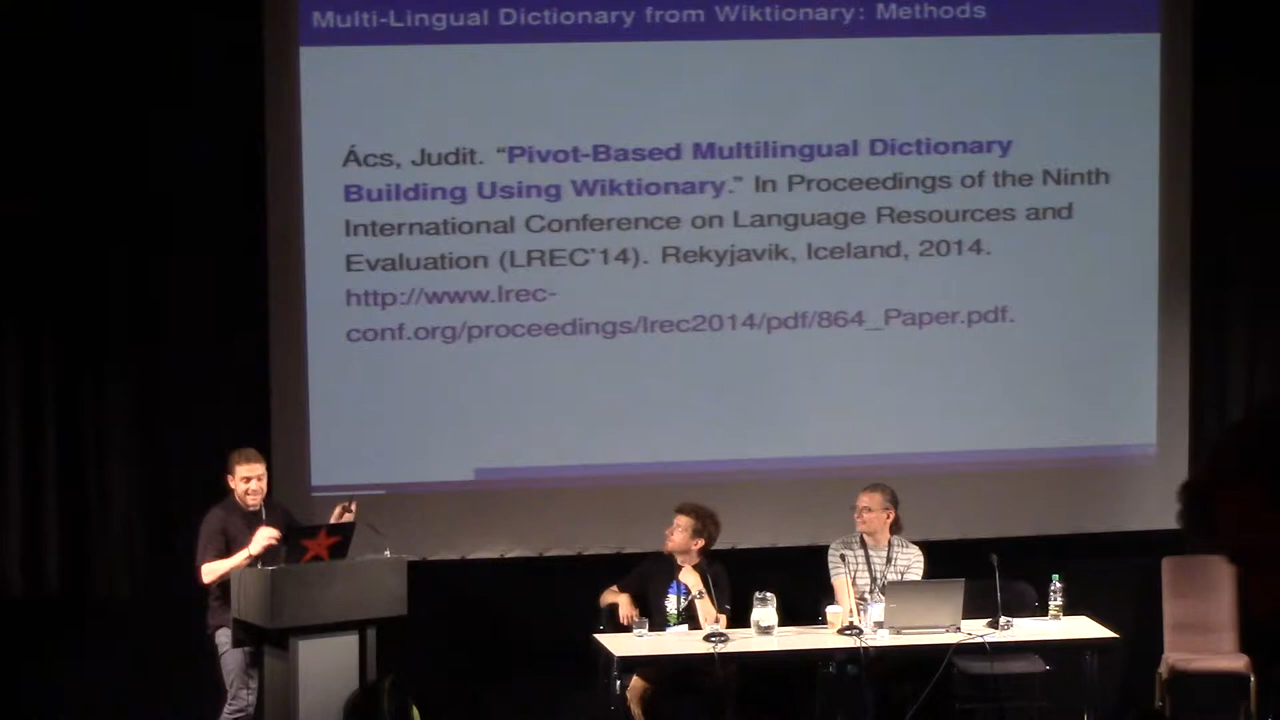 Multi-Lingual Dictionary from Wiktionary: Methods
Ács, Judit. “Pivot-Based Multilingual Dictionary
Building Using Wiktionary.” In Proceedings of the Ninth
International Conference on Language Resources and
Evaluation (LREC'14). Rekyjavik, Iceland, 2014.
http://www.lrec-
conf.org/proceedings/lrec2014/pdf/864_Paper.pdf.